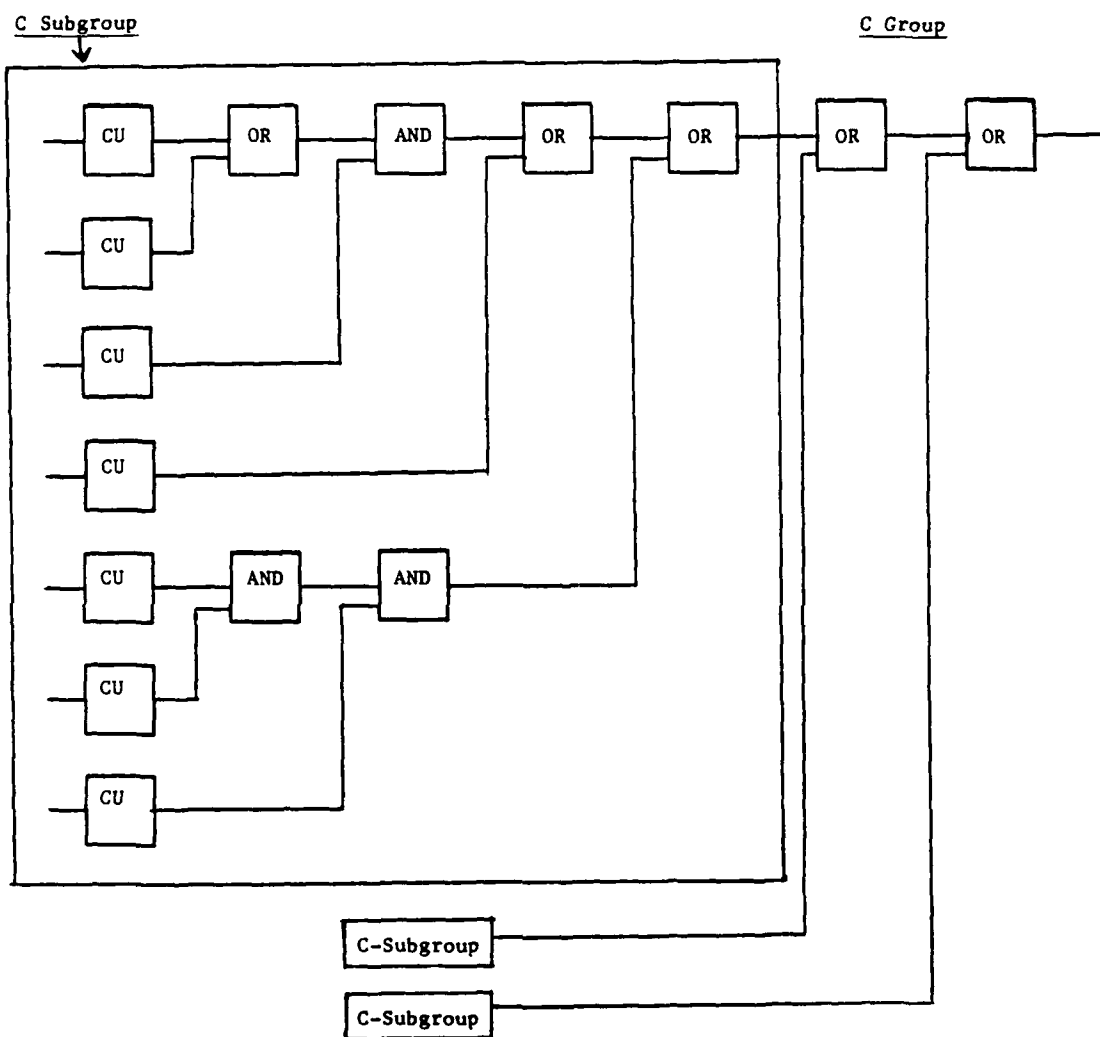 C Subgroup
C Group
CU OR AND OR OR OR OR
CU
CU
CU
CU AND AND
CU
CU
C-Subgroup
C-Subgroup